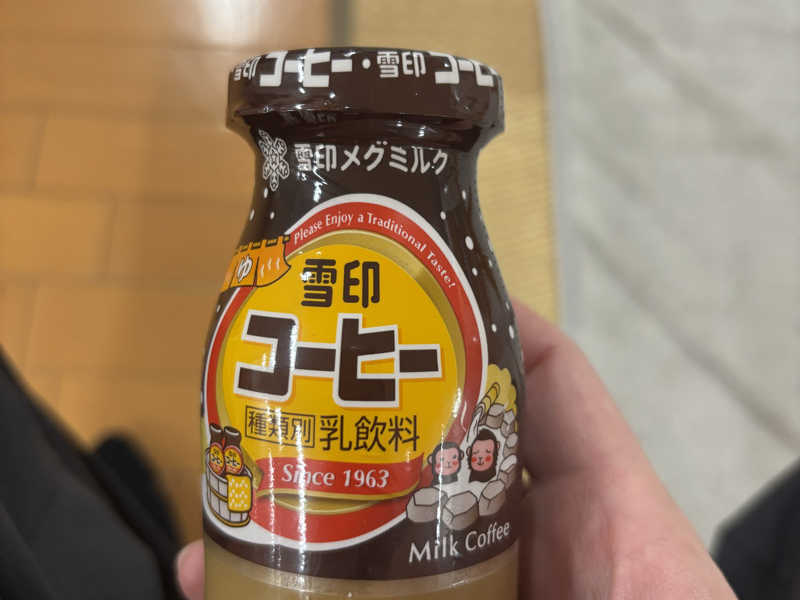 雪印コーヒー・雪印コーヒー
雪印メグミルク
Please Enjoy a Traditional Taste!
ゆ
雪印
コーヒー
種類別 乳飲料
Since 1963
Milk Coffee